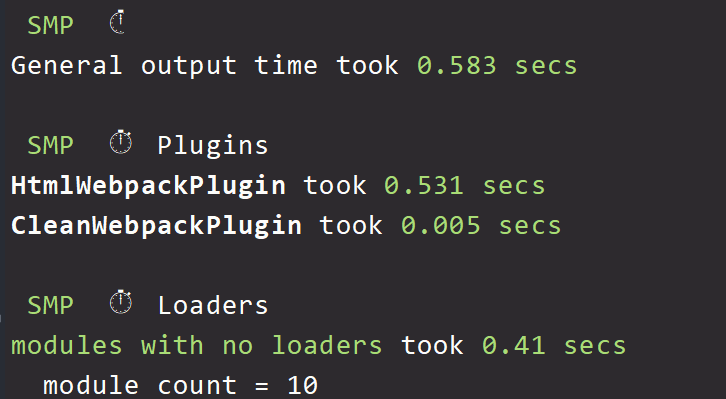 SMP ⏱
General output time took 0.583 secs
SMP ⏱ Plugins
HtmlWebpackPlugin took 0.531 secs
CleanWebpackPlugin took 0.005 secs
SMP ⏱ Loaders
modules with no loaders took 0.41 secs
module count = 10